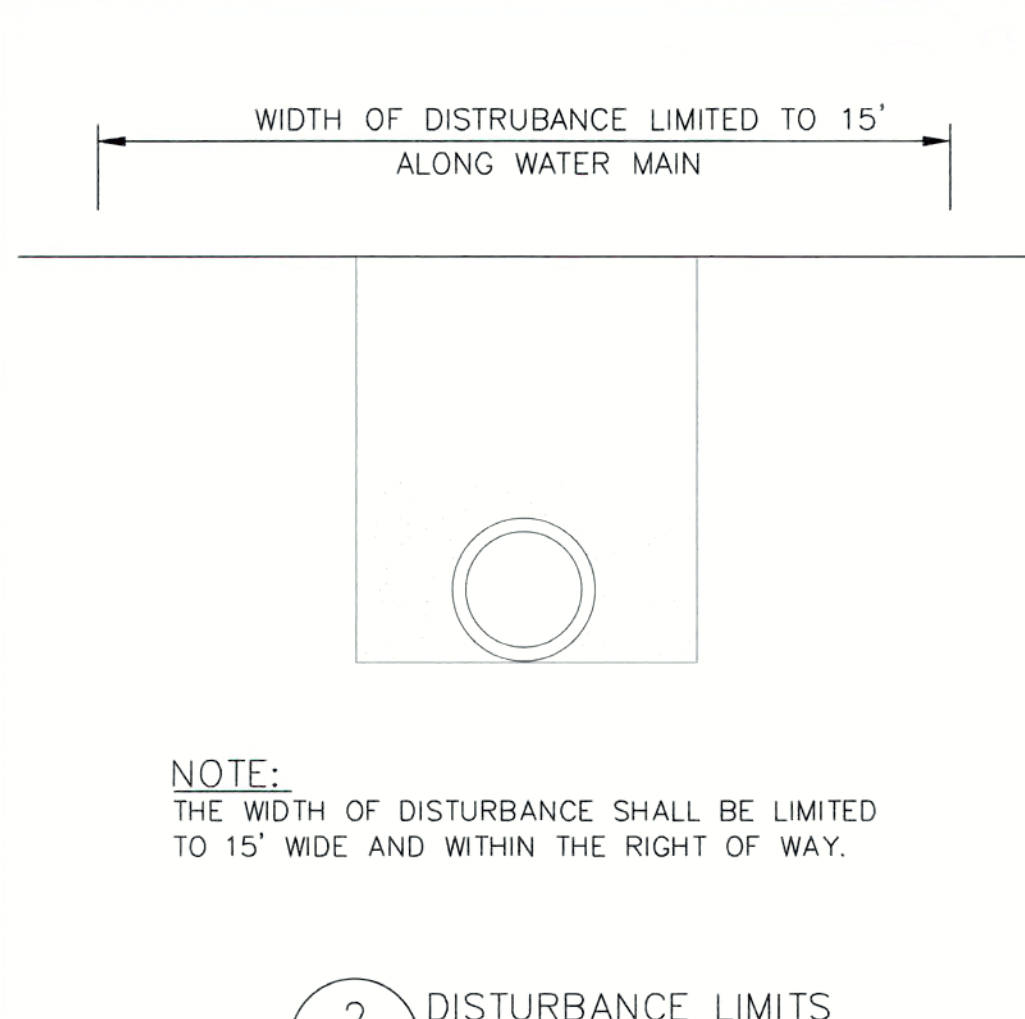 WIDTH OF DISTRUBANCE LIMITED TO 15'
ALONG WATER MAIN
NOTE:
THE WIDTH OF DISTURBANCE SHALL BE LIMITED
TO 15' WIDE AND WITHIN THE RIGHT OF WAY.
2 DISTURBANCE LIMITS